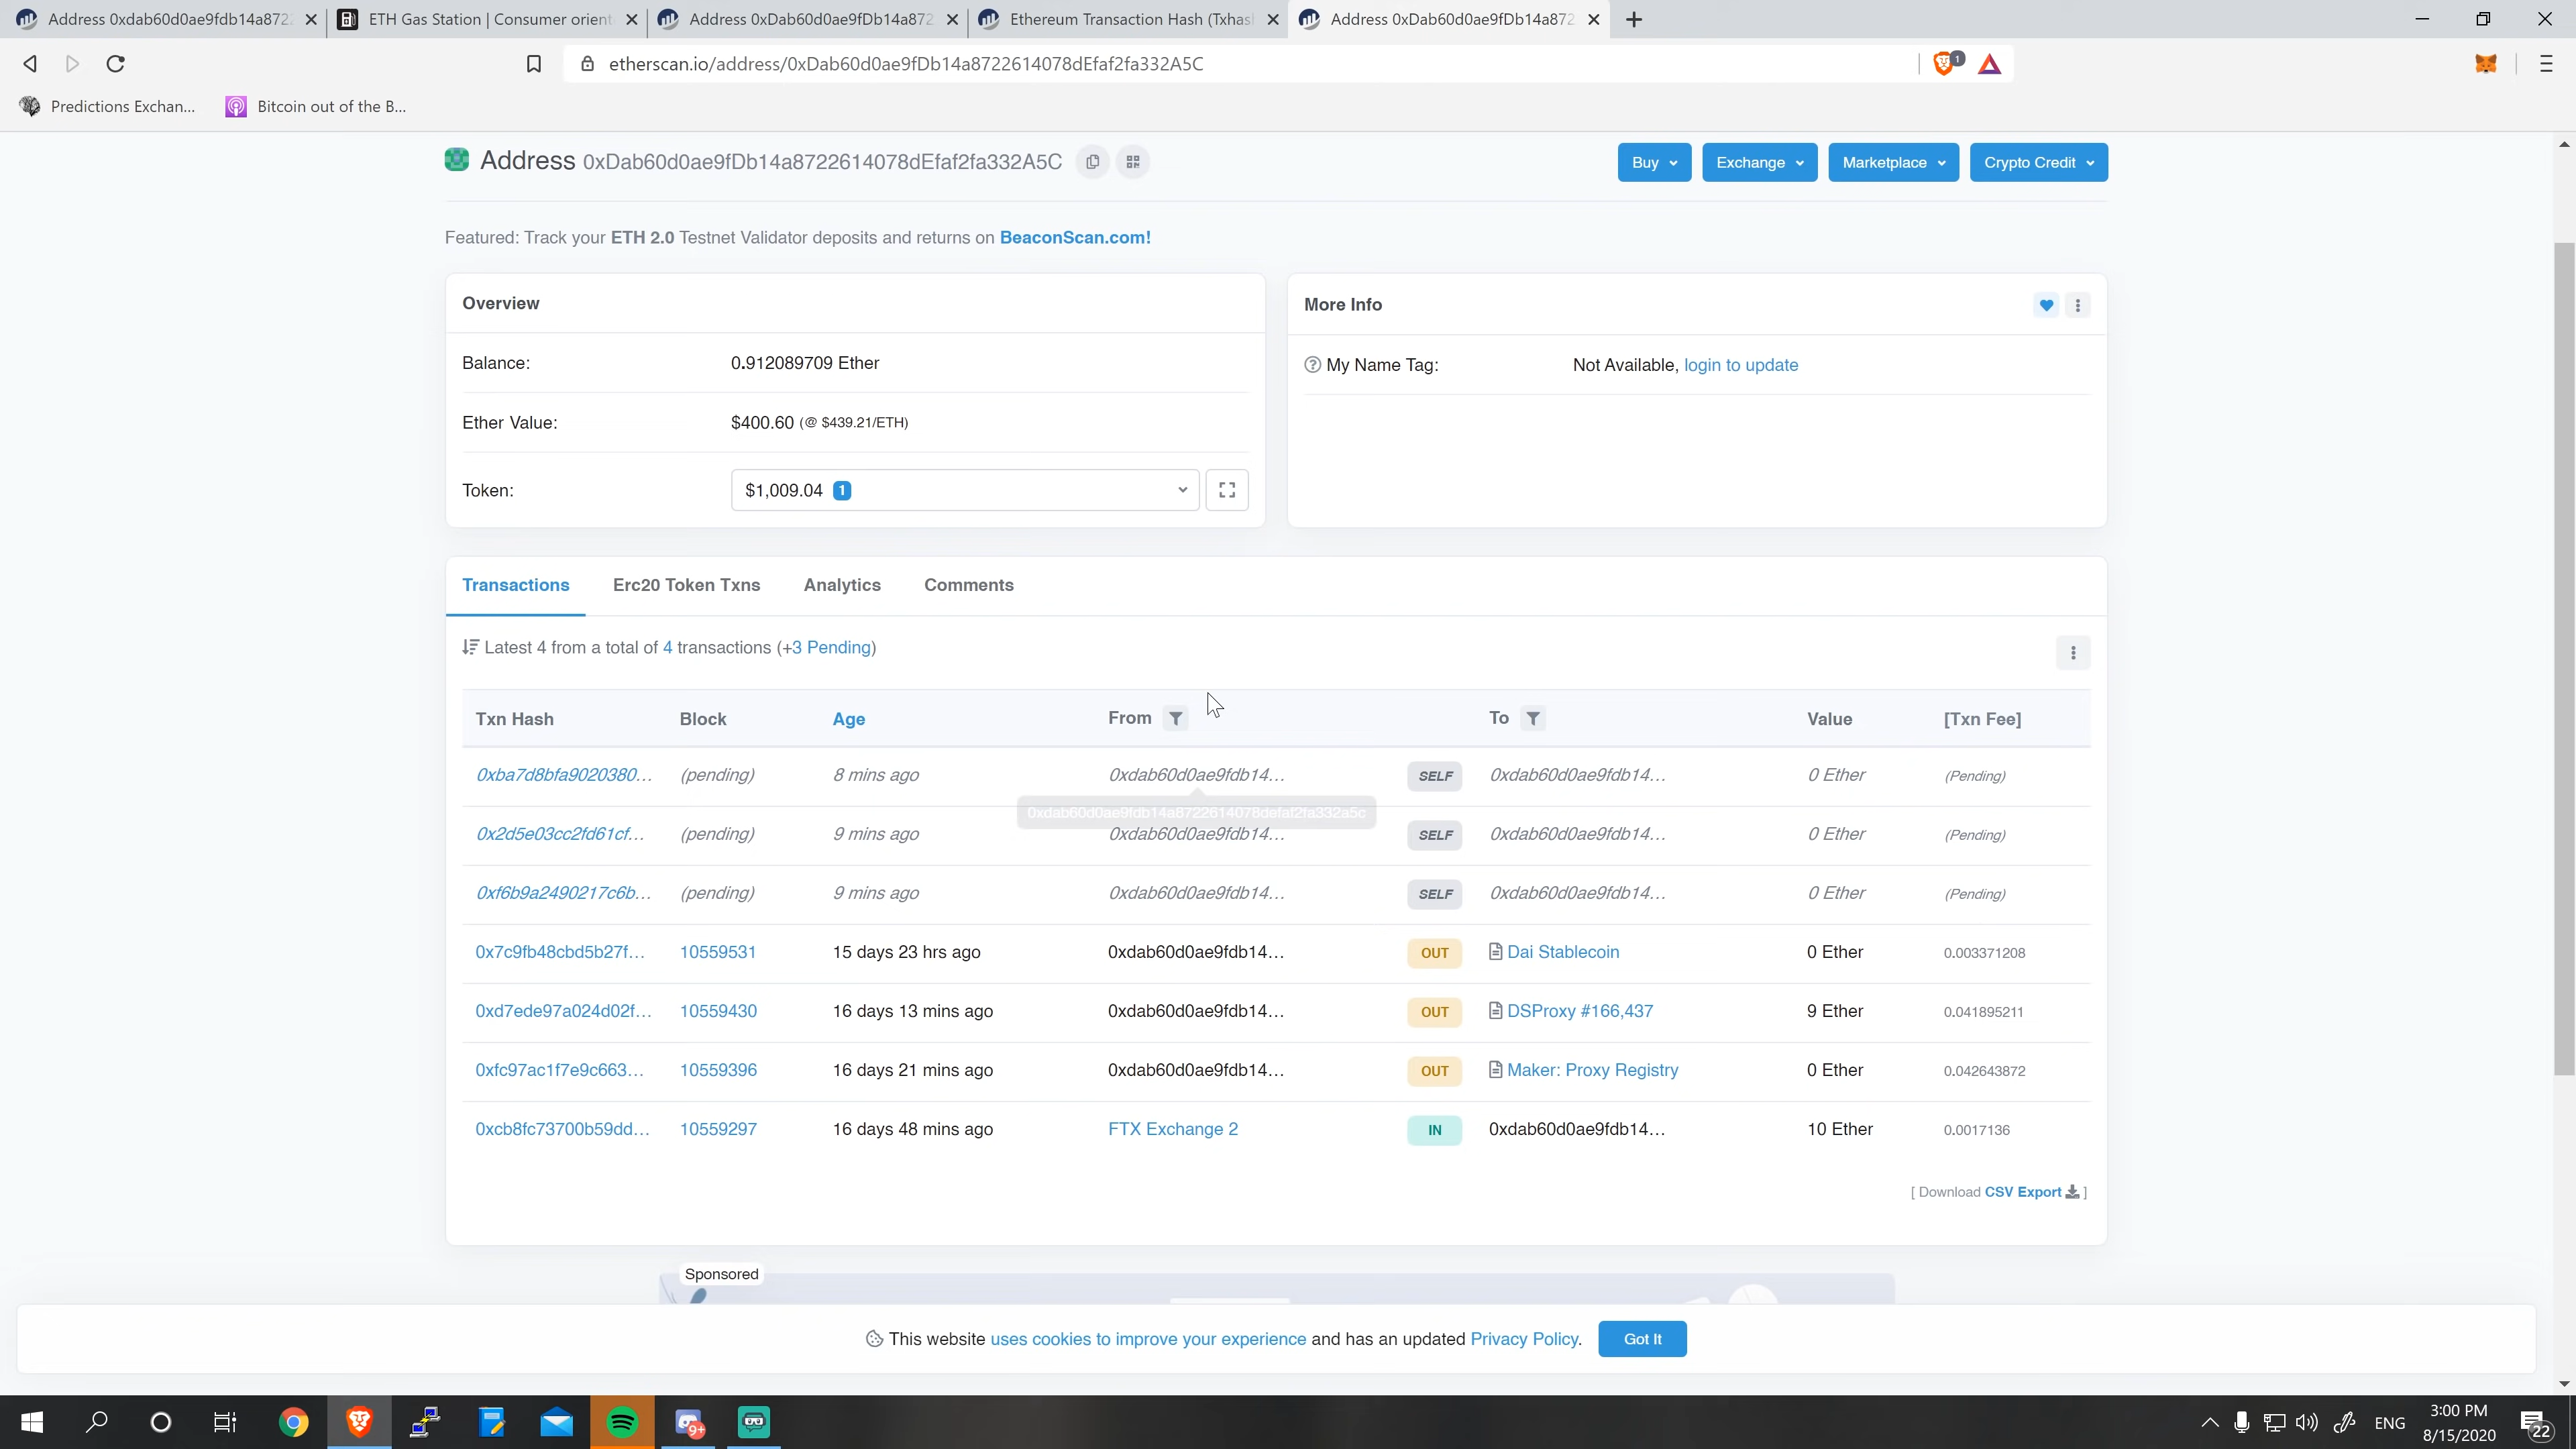 Address 0xdab60d0ae9fdb14a872
ETH Gas Station | Consumer orient
Address 0xDab60d0ae9fDb14a872
Ethereum Transaction Hash (Txhas
Address 0xDab60d0ae9fDb14a872
etherscan.io/address/0xDab60d0ae9fDb14a8722614078dEfaf2fa332A5C
1
Predictions Exchan...
Bitcoin out of the B...
Address 0xDab60d0ae9fDb14a8722614078dEfaf2fa332A5C
Buy
Exchange
Marketplace
Crypto Credit
Featured: Track your ETH 2.0 Testnet Validator deposits and returns on BeaconScan.com!
Overview
Balance: 0.912089709 Ether
Ether Value: $400.60 (@ $439.21/ETH)
Token: $1,009.04 1
More Info
My Name Tag: Not Available, login to update
Transactions Erc20 Token Txns Analytics Comments
Latest 4 from a total of 4 transactions (+3 Pending)
Txn Hash Block Age From To Value [Txn Fee]
0xba7d8bfa9020380... (pending) 8 mins ago 0xdab60d0ae9fdb14... SELF 0xdab60d0ae9fdb14... 0 Ether (Pending)
0xdab60d0ae9fdb14a8722614078defaf2fa332a5c
0x2d5e03cc2fd61cf... (pending) 9 mins ago 0xdab60d0ae9fdb14... SELF 0xdab60d0ae9fdb14... 0 Ether (Pending)
0xf6b9a2490217c6b... (pending) 9 mins ago 0xdab60d0ae9fdb14... SELF 0xdab60d0ae9fdb14... 0 Ether (Pending)
0x7c9fb48cbd5b27f... 10559531 15 days 23 hrs ago 0xdab60d0ae9fdb14... OUT Dai Stablecoin 0 Ether 0.003371208
0xd7ede97a024d02f... 10559430 16 days 13 mins ago 0xdab60d0ae9fdb14... OUT DSProxy #166,437 9 Ether 0.041895211
0xfc97ac1f7e9c663... 10559396 16 days 21 mins ago 0xdab60d0ae9fdb14... OUT Maker: Proxy Registry 0 Ether 0.042643872
0xcb8fc73700b59dd... 10559297 16 days 48 mins ago FTX Exchange 2 IN 0xdab60d0ae9fdb14... 10 Ether 0.0017136
[ Download CSV Export ]
Sponsored
This website uses cookies to improve your experience and has an updated Privacy Policy.
Got It
9+
ENG
3:00 PM
8/15/2020
22